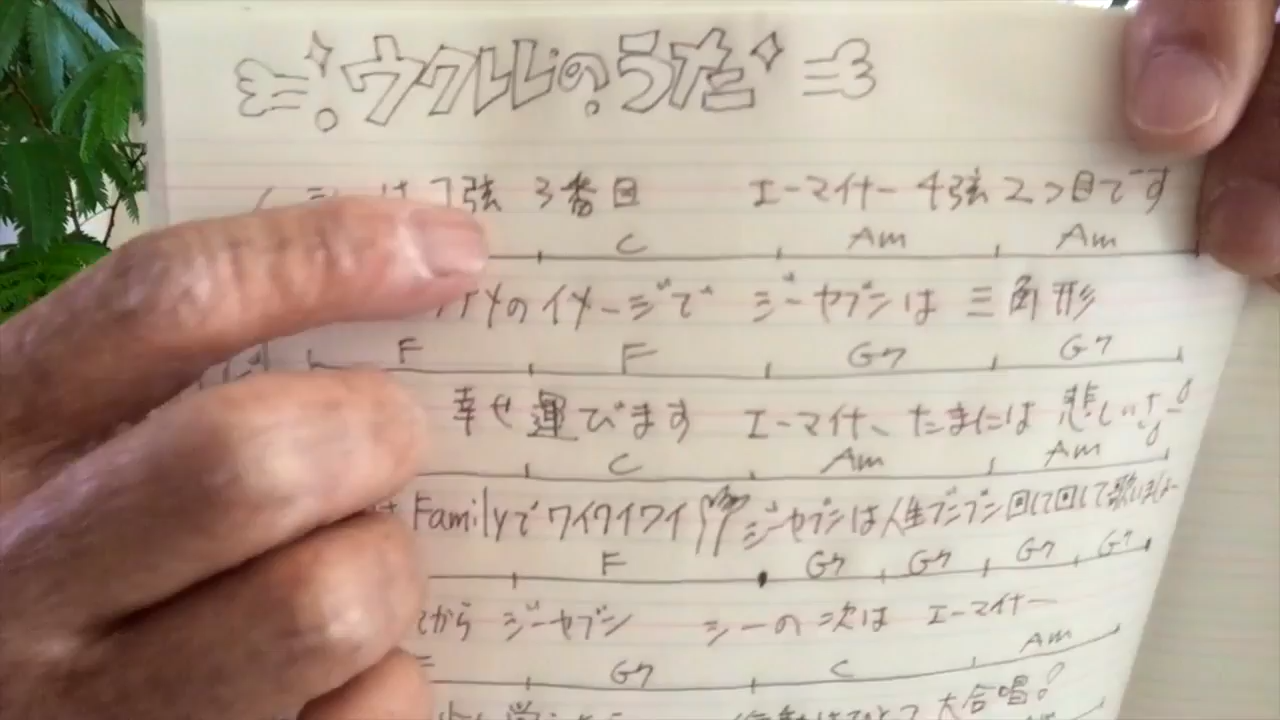 ウクレレのうた
は 1弦 3番目 エーマイナー 4弦 2つ目です
C Am Am
のイメージで ジーセブンは 三角形
F F G7 G7
幸せ運びます エーマイナー、たまには 悲しいけど
C Am Am
Familyでワイワイワイ ジーセブンは人生ブンブン 回して回して歌いましょー
F G7 G7 G7 G7
から ジーセブン シーの次は エーマイナー
G7 C Am
大合唱!